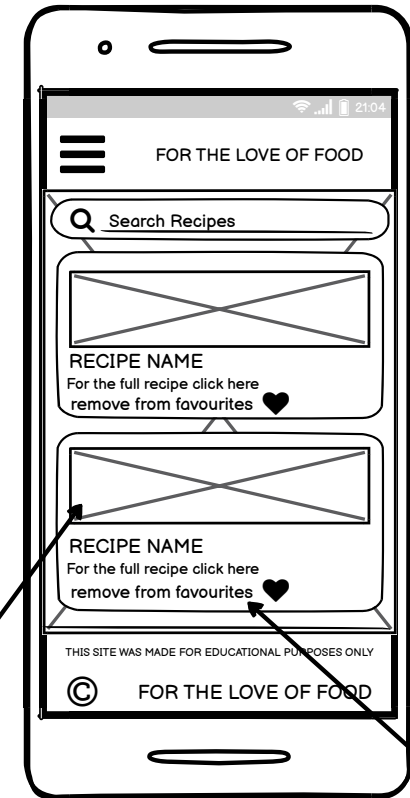 21:04
FOR THE LOVE OF FOOD
Search Recipes
RECIPE NAME
For the full recipe click here
remove from favourites
RECIPE NAME
For the full recipe click here
remove from favourites
THIS SITE WAS MADE FOR EDUCATIONAL PURPOSES ONLY
© FOR THE LOVE OF FOOD